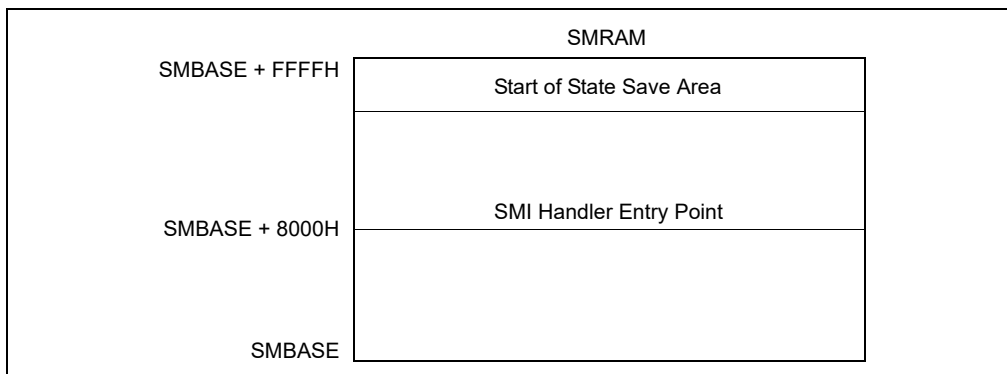 SMRAM
SMBASE + FFFFH
Start of State Save Area
SMI Handler Entry Point
SMBASE + 8000H
SMBASE